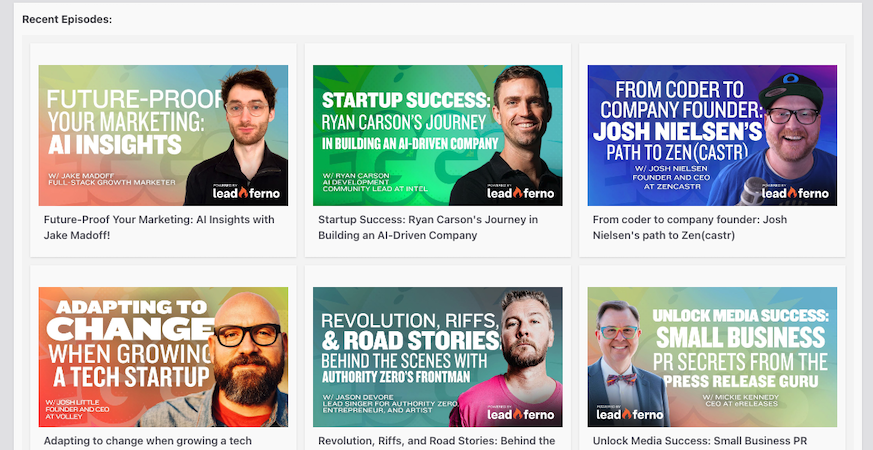 Recent Episodes:
FUTURE-PROOF
YOUR MARKETING:
AI INSIGHTS
W/ JAKE MADOFF
FULL-STACK GROWTH MARKETER
POWERED BY
leadferno
Future-Proof Your Marketing: AI Insights with
Jake Madoff!
STARTUP SUCCESS:
RYAN CARSON'S JOURNEY
IN BUILDING AN AI-DRIVEN COMPANY
W/ RYAN CARSON
AI DEVELOPMENT
COMMUNITY LEAD AT INTEL
POWERED BY
leadferno
Startup Success: Ryan Carson's Journey in
Building an AI-Driven Company
FROM CODER TO
COMPANY FOUNDER:
JOSH NIELSEN'S
PATH TO ZEN(CASTR)
W/ JOSH NIELSEN
FOUNDER AND CEO
AT ZENCASTR
POWERED BY
leadferno
From coder to company founder: Josh
Nielsen's path to Zen(castr)
ADAPTING TO
CHANGE
WHEN GROWING
A TECH STARTUP
W/ JOSH LITTLE
FOUNDER AND CEO
AT VOLLEY
Adapting to change when growing a tech
REVOLUTION, RIFFS,
& ROAD STORIES
BEHIND THE SCENES WITH
AUTHORITY ZERO'S FRONTMAN
W/ JASON DEVORE
LEAD SINGER FOR AUTHORITY ZERO,
ENTREPRENEUR, AND ARTIST
POWERED BY
leadferno
Revolution, Riffs, and Road Stories: Behind the
UNLOCK MEDIA SUCCESS:
SMALL BUSINESS
PR SECRETS FROM THE
PRESS RELEASE GURU
W/ MICKIE KENNEDY
CEO AT eRELEASES
POWERED BY
leadferno
Unlock Media Success: Small Business PR